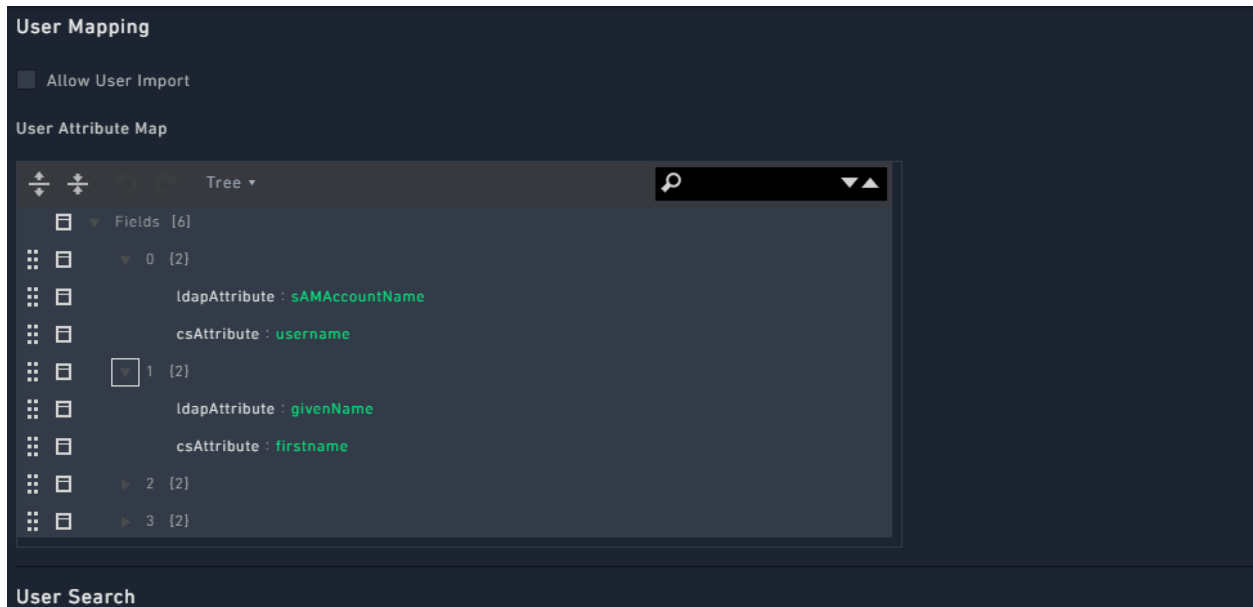 User Mapping
Allow User Import
User Attribute Map
Tree
Fields [6]
0 {2}
ldapAttribute : sAMAccountName
csAttribute : username
1 {2}
ldapAttribute : givenName
csAttribute : firstname
2 {2}
3 {2}
User Search